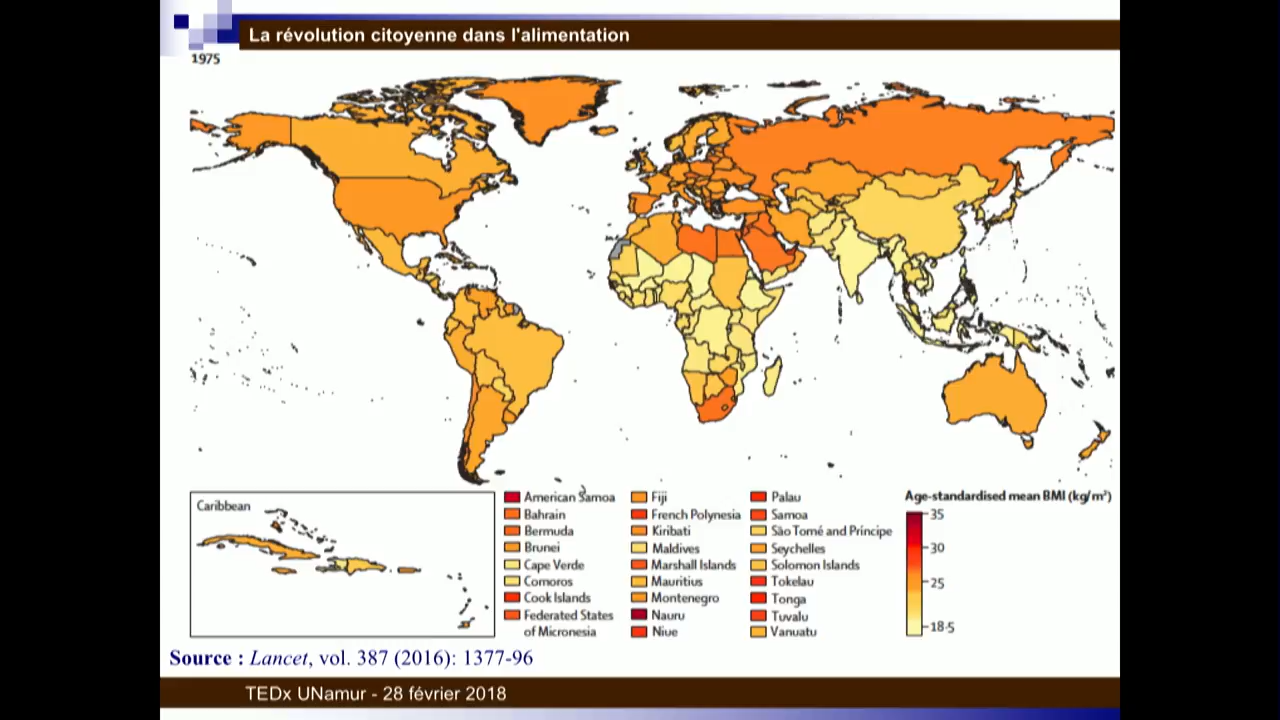 La révolution citoyenne dans l'alimentation
1975
Caribbean
American Samoa
Bahrain
Bermuda
Brunei
Cape Verde
Comoros
Cook Islands
Federated States
of Micronesia
Fiji
French Polynesia
Kiribati
Maldives
Marshall Islands
Mauritius
Montenegro
Nauru
Niue
Palau
Samoa
São Tomé and Príncipe
Seychelles
Solomon Islands
Tokelau
Tonga
Tuvalu
Vanuatu
Age-standardised mean BMI (kg/m²)
35
30
25
18·5
Source : Lancet, vol. 387 (2016): 1377-96
TEDx UNamur - 28 février 2018